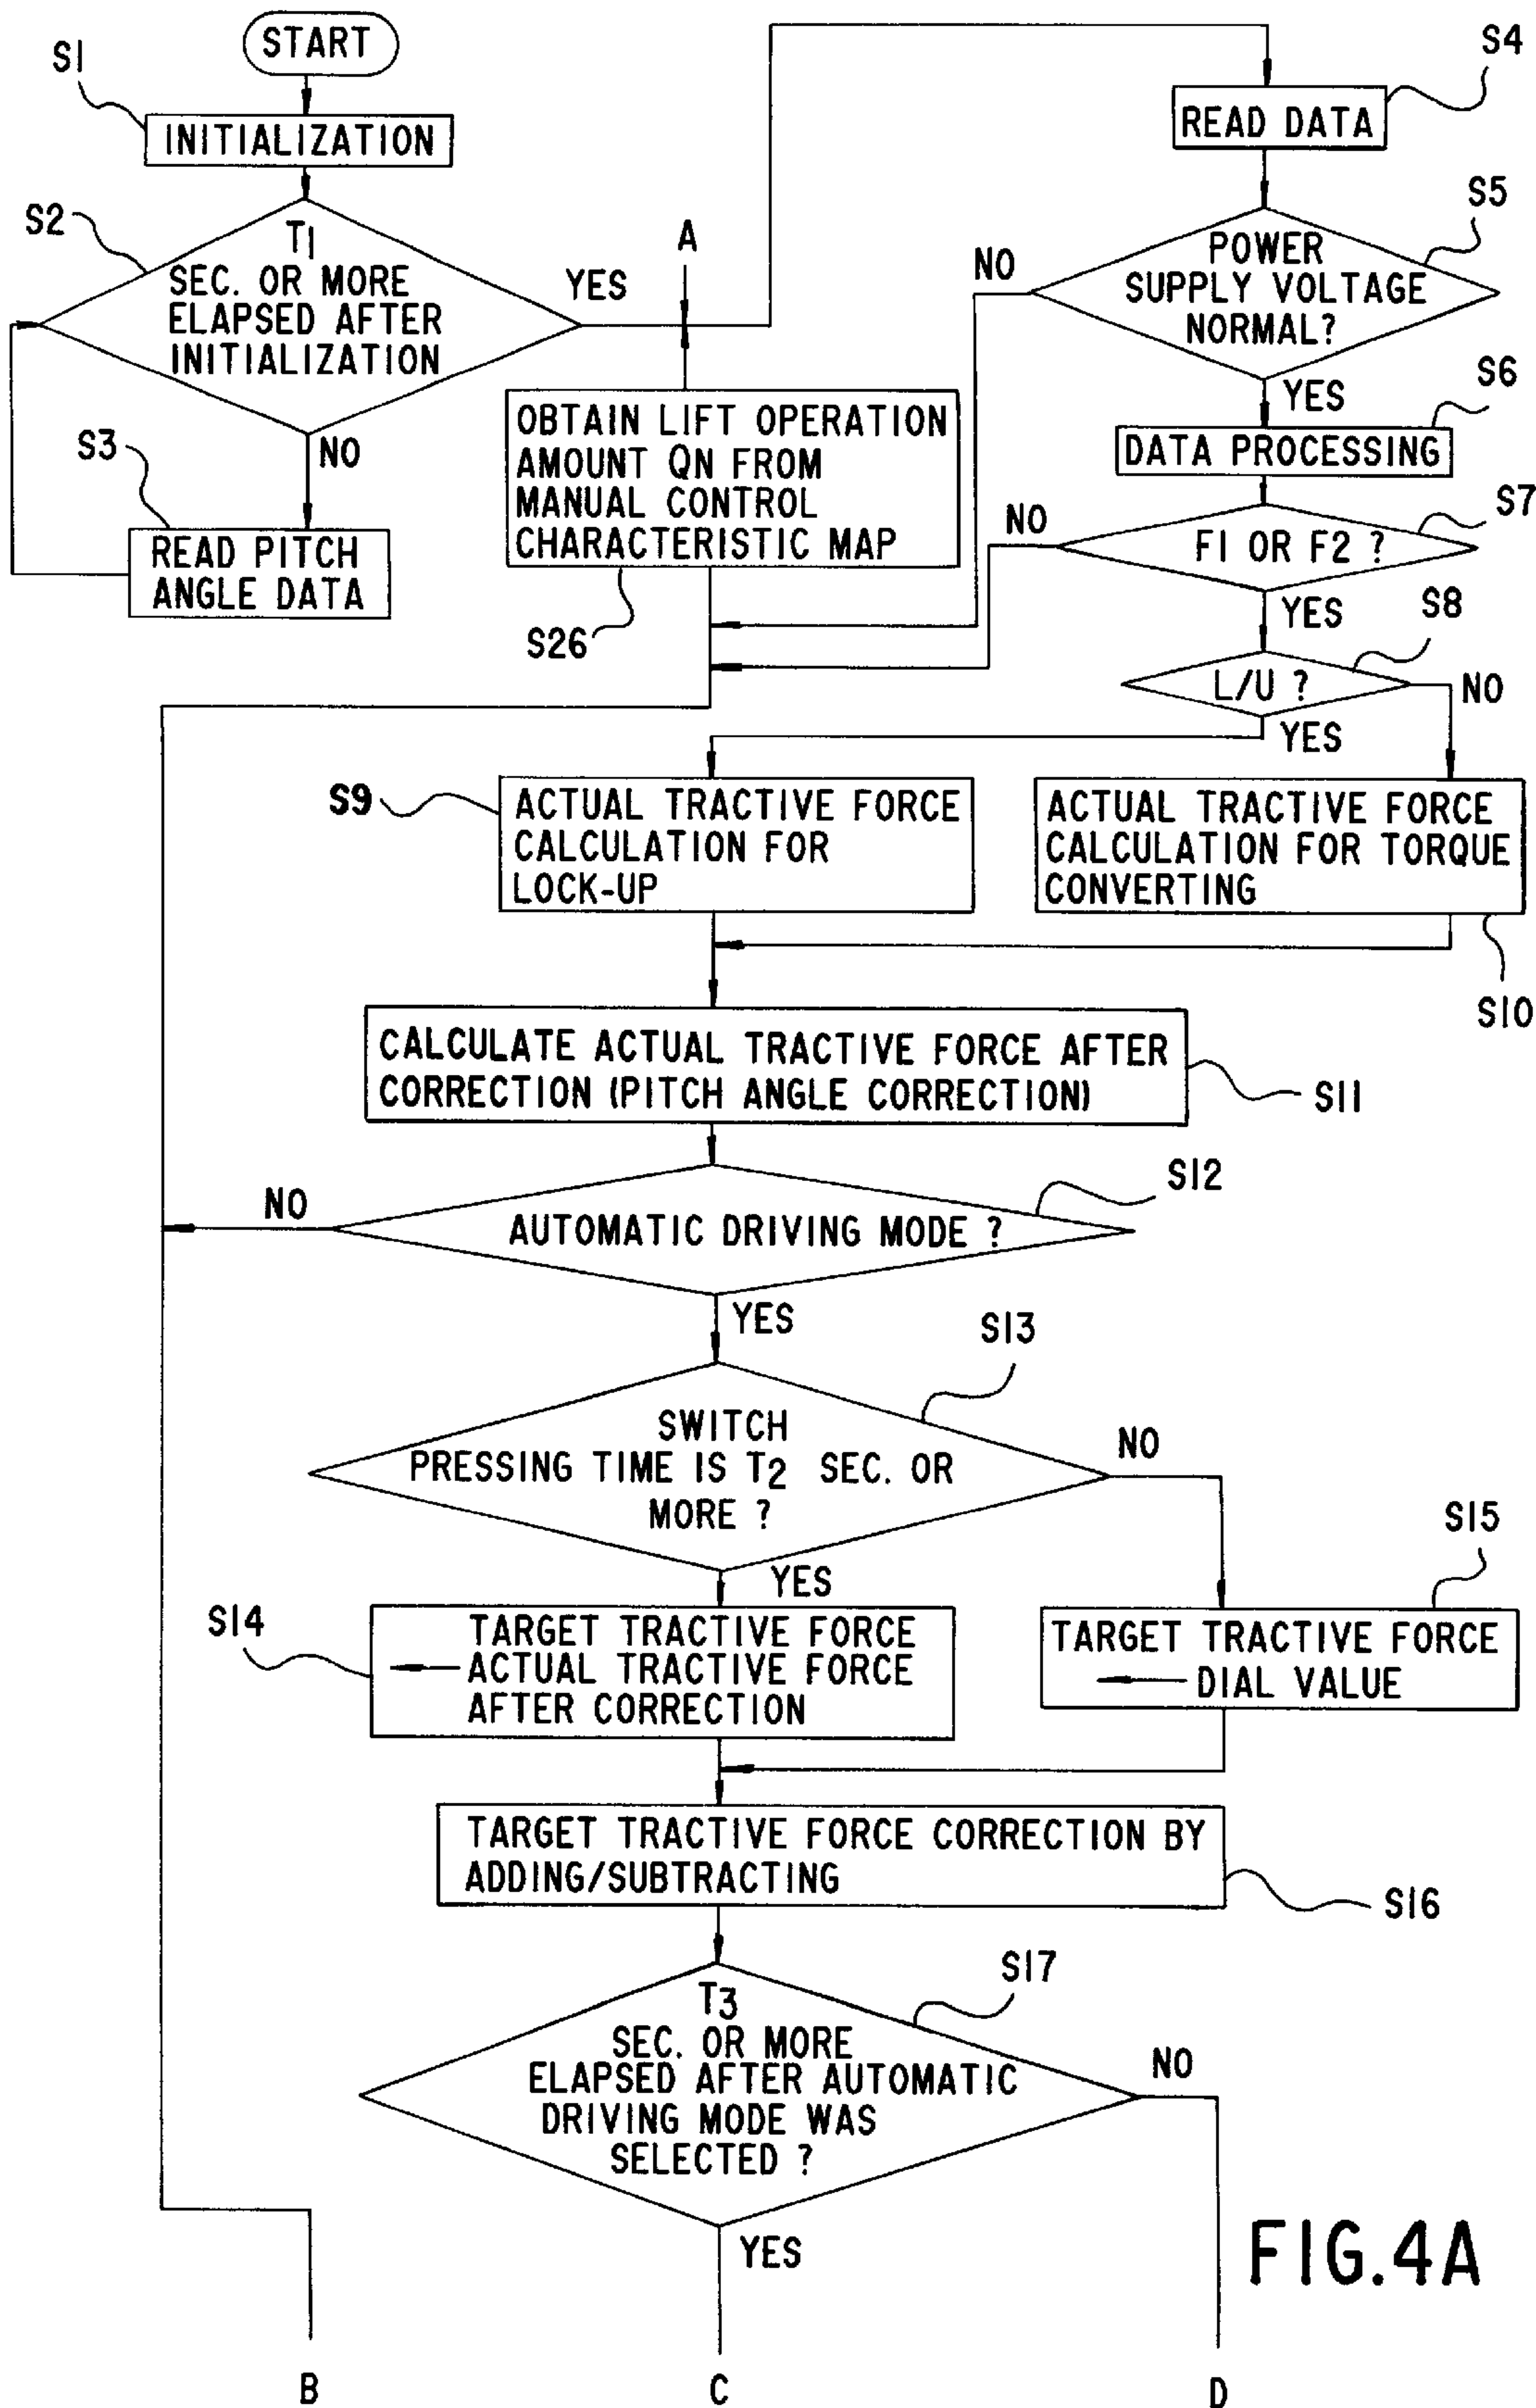 START
S1
INITIALIZATION
S2
T1
SEC. OR MORE
ELAPSED AFTER
INITIALIZATION
YES
NO
S3
READ PITCH
ANGLE DATA
A
OBTAIN LIFT OPERATION
AMOUNT QN FROM
MANUAL CONTROL
CHARACTERISTIC MAP
S26
S4
READ DATA
S5
POWER
SUPPLY VOLTAGE
NORMAL?
NO
YES
S6
DATA PROCESSING
S7
NO
F1 OR F2 ?
YES
S8
L/U ?
NO
YES
S9
ACTUAL TRACTIVE FORCE
CALCULATION FOR
LOCK-UP
ACTUAL TRACTIVE FORCE
CALCULATION FOR TORQUE
CONVERTING
S10
CALCULATE ACTUAL TRACTIVE FORCE AFTER
CORRECTION (PITCH ANGLE CORRECTION)
S11
S12
NO
AUTOMATIC DRIVING MODE ?
YES
S13
SWITCH
PRESSING TIME IS T2 SEC. OR
MORE ?
NO
YES
S14
TARGET TRACTIVE FORCE
← ACTUAL TRACTIVE FORCE
AFTER CORRECTION
S15
TARGET TRACTIVE FORCE
← DIAL VALUE
TARGET TRACTIVE FORCE CORRECTION BY
ADDING/SUBTRACTING
S16
S17
T3
SEC. OR MORE
ELAPSED AFTER AUTOMATIC
DRIVING MODE WAS
SELECTED ?
NO
YES
FIG.4A
B
C
D